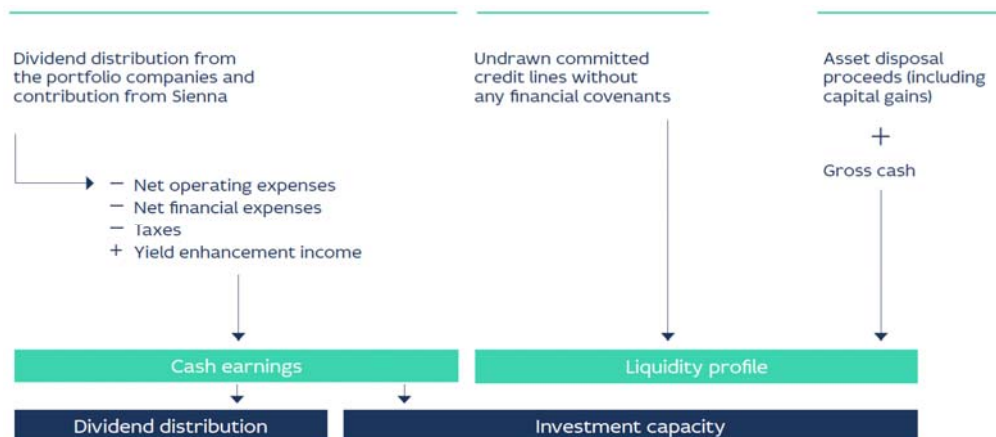 Dividend distribution from
the portfolio companies and
contribution from Sienna
— Net operating expenses
— Net financial expenses
— Taxes
+ Yield enhancement income
Undrawn committed
credit lines without
any financial covenants
Asset disposal
proceeds (including
capital gains)
+
Gross cash
Cash earnings
Liquidity profile
Dividend distribution
Investment capacity